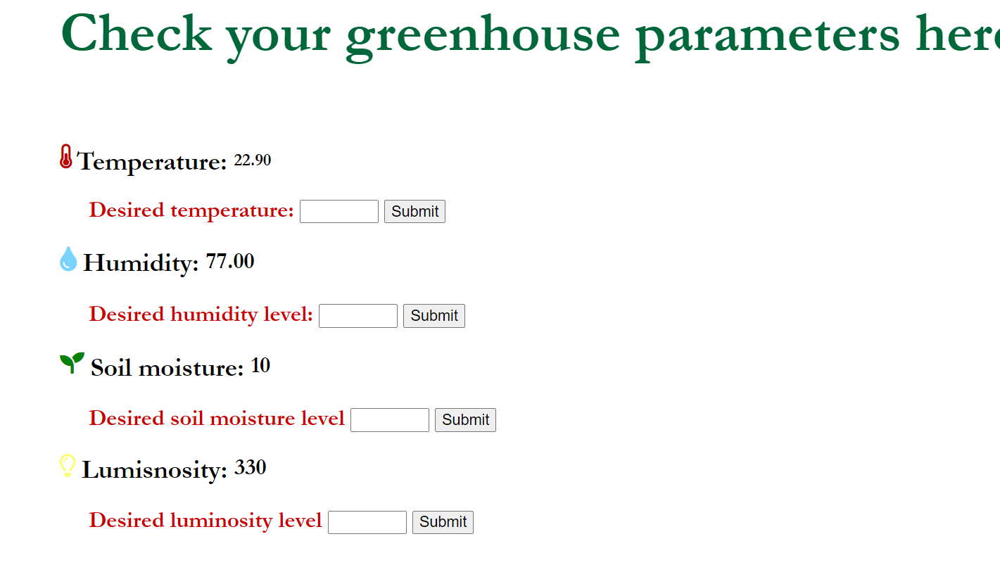 Check your greenhouse parameters here
Temperature: 22.90
Desired temperature: Submit
Humidity: 77.00
Desired humidity level: Submit
Soil moisture: 10
Desired soil moisture level Submit
Lumisnosity: 330
Desired luminosity level Submit